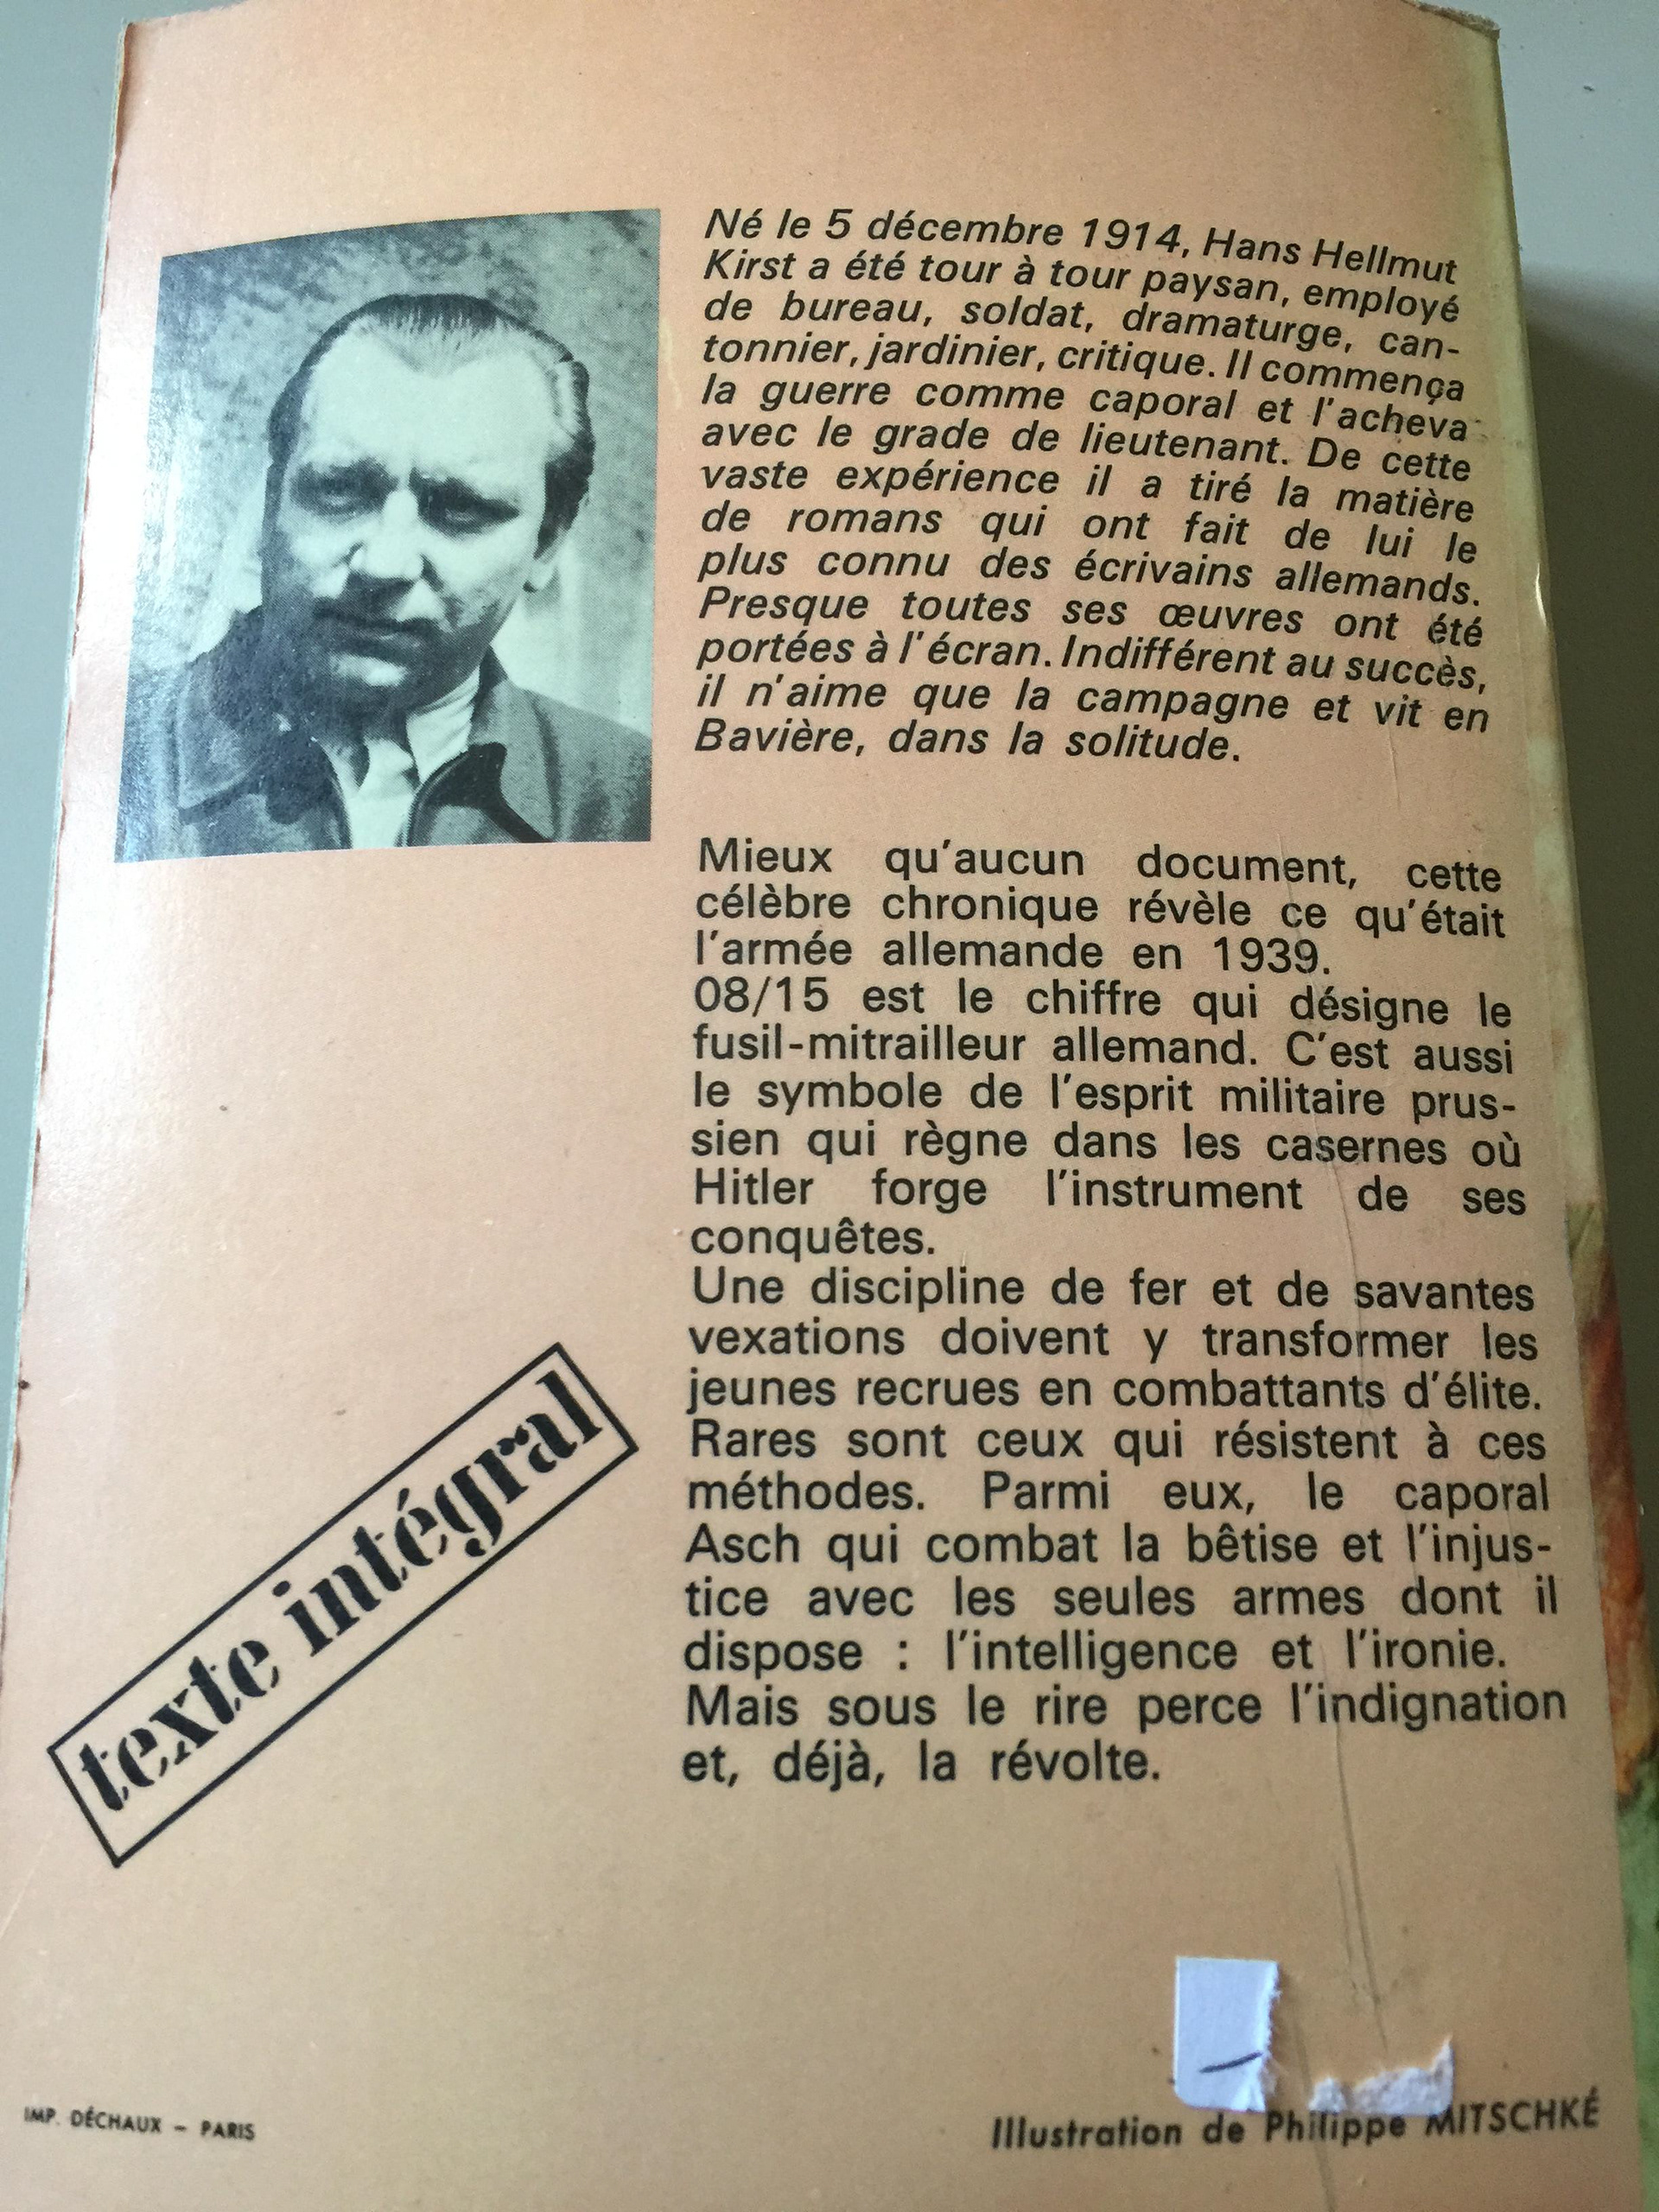 Né le 5 décembre 1914, Hans Hellmut
Kirst a été tour à tour paysan, employé
de bureau, soldat, dramaturge, can-
tonnier, jardinier, critique. Il commença
la guerre comme caporal et l'acheva
avec le grade de lieutenant. De cette
vaste expérience il a tiré la matière
de romans qui ont fait de lui le
plus connu des écrivains allemands.
Presque toutes ses œuvres ont été
portées à l'écran. Indifférent au succès,
il n'aime que la campagne et vit en
Bavière, dans la solitude.
Mieux qu'aucun document, cette
célèbre chronique révèle ce qu'était
l'armée allemande en 1939.
08/15 est le chiffre qui désigne le
fusil-mitrailleur allemand. C'est aussi
le symbole de l'esprit militaire prus-
sien qui règne dans les casernes où
Hitler forge l'instrument de ses
conquêtes.
Une discipline de fer et de savantes
vexations doivent y transformer les
jeunes recrues en combattants d'élite.
Rares sont ceux qui résistent à ces
méthodes. Parmi eux, le caporal
Asch qui combat la bêtise et l'injus-
tice avec les seules armes dont il
dispose : l'intelligence et l'ironie.
Mais sous le rire perce l'indignation
et, déjà, la révolte.
texte intégral
IMP. DÉCHAUX – PARIS
Illustration de Philippe MITSCHKÉ